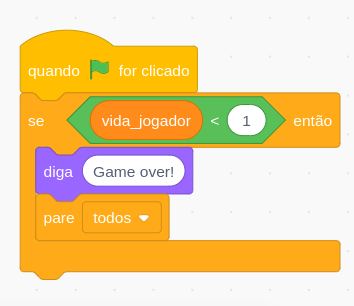 quando for clicado
se vida_jogador < 1 então
diga Game over!
pare todos